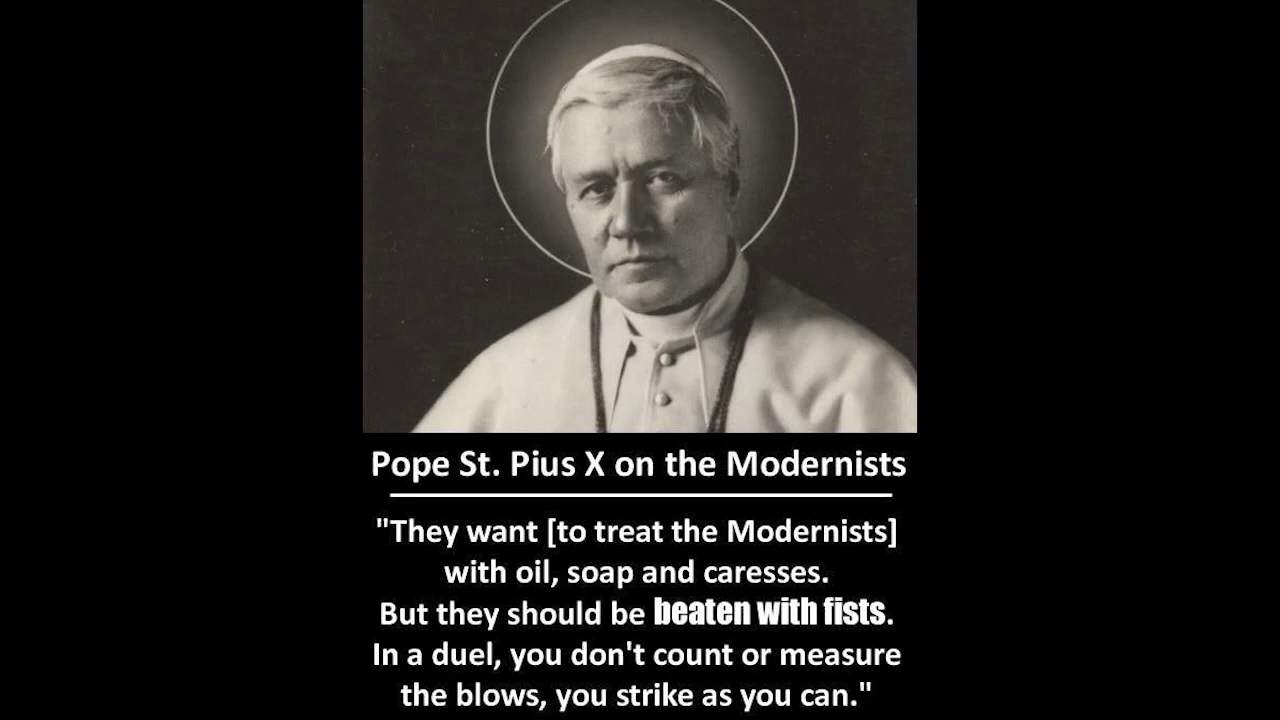 Pope St. Pius X on the Modernists
"They want [to treat the Modernists]
with oil, soap and caresses.
But they should be beaten with fists.
In a duel, you don't count or measure
the blows, you strike as you can."